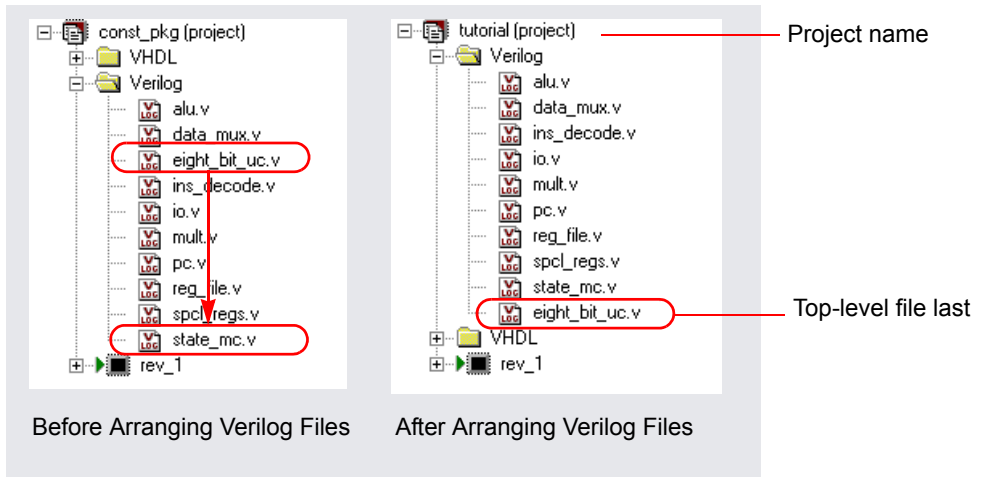 const_pkg (project)
VHDL
Verilog
alu.v
data_mux.v
eight_bit_uc.v
ins_decode.v
io.v
mult.v
pc.v
reg_file.v
spcl_regs.v
state_mc.v
rev_1
Before Arranging Verilog Files
tutorial (project)
Verilog
alu.v
data_mux.v
ins_decode.v
io.v
mult.v
pc.v
reg_file.v
spcl_regs.v
state_mc.v
eight_bit_uc.v
VHDL
rev_1
After Arranging Verilog Files
Project name
Top-level file last